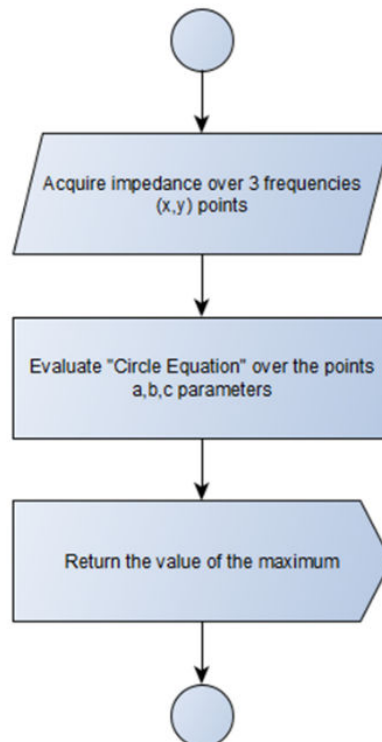 Acquire impedance over 3 frequencies
(x,y) points
Evaluate "Circle Equation" over the points
a,b,c parameters
Return the value of the maximum